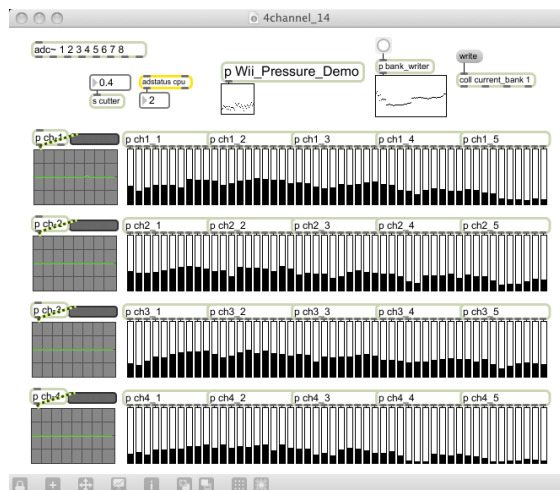 4channel_14
adc~ 1 2 3 4 5 6 7 8
0.4
s cutter
adstatus cpu
2
p Wii_Pressure_Demo
p bank_writer
write
coll current_bank 1
p ch1_1 p ch1_2 p ch1_3 p ch1_4 p ch1_5
p ch2_1 p ch2_2 p ch2_3 p ch2_4 p ch2_5
p ch3_1 p ch3_2 p ch3_3 p ch3_4 p ch3_5
p ch4_1 p ch4_2 p ch4_3 p ch4_4 p ch4_5